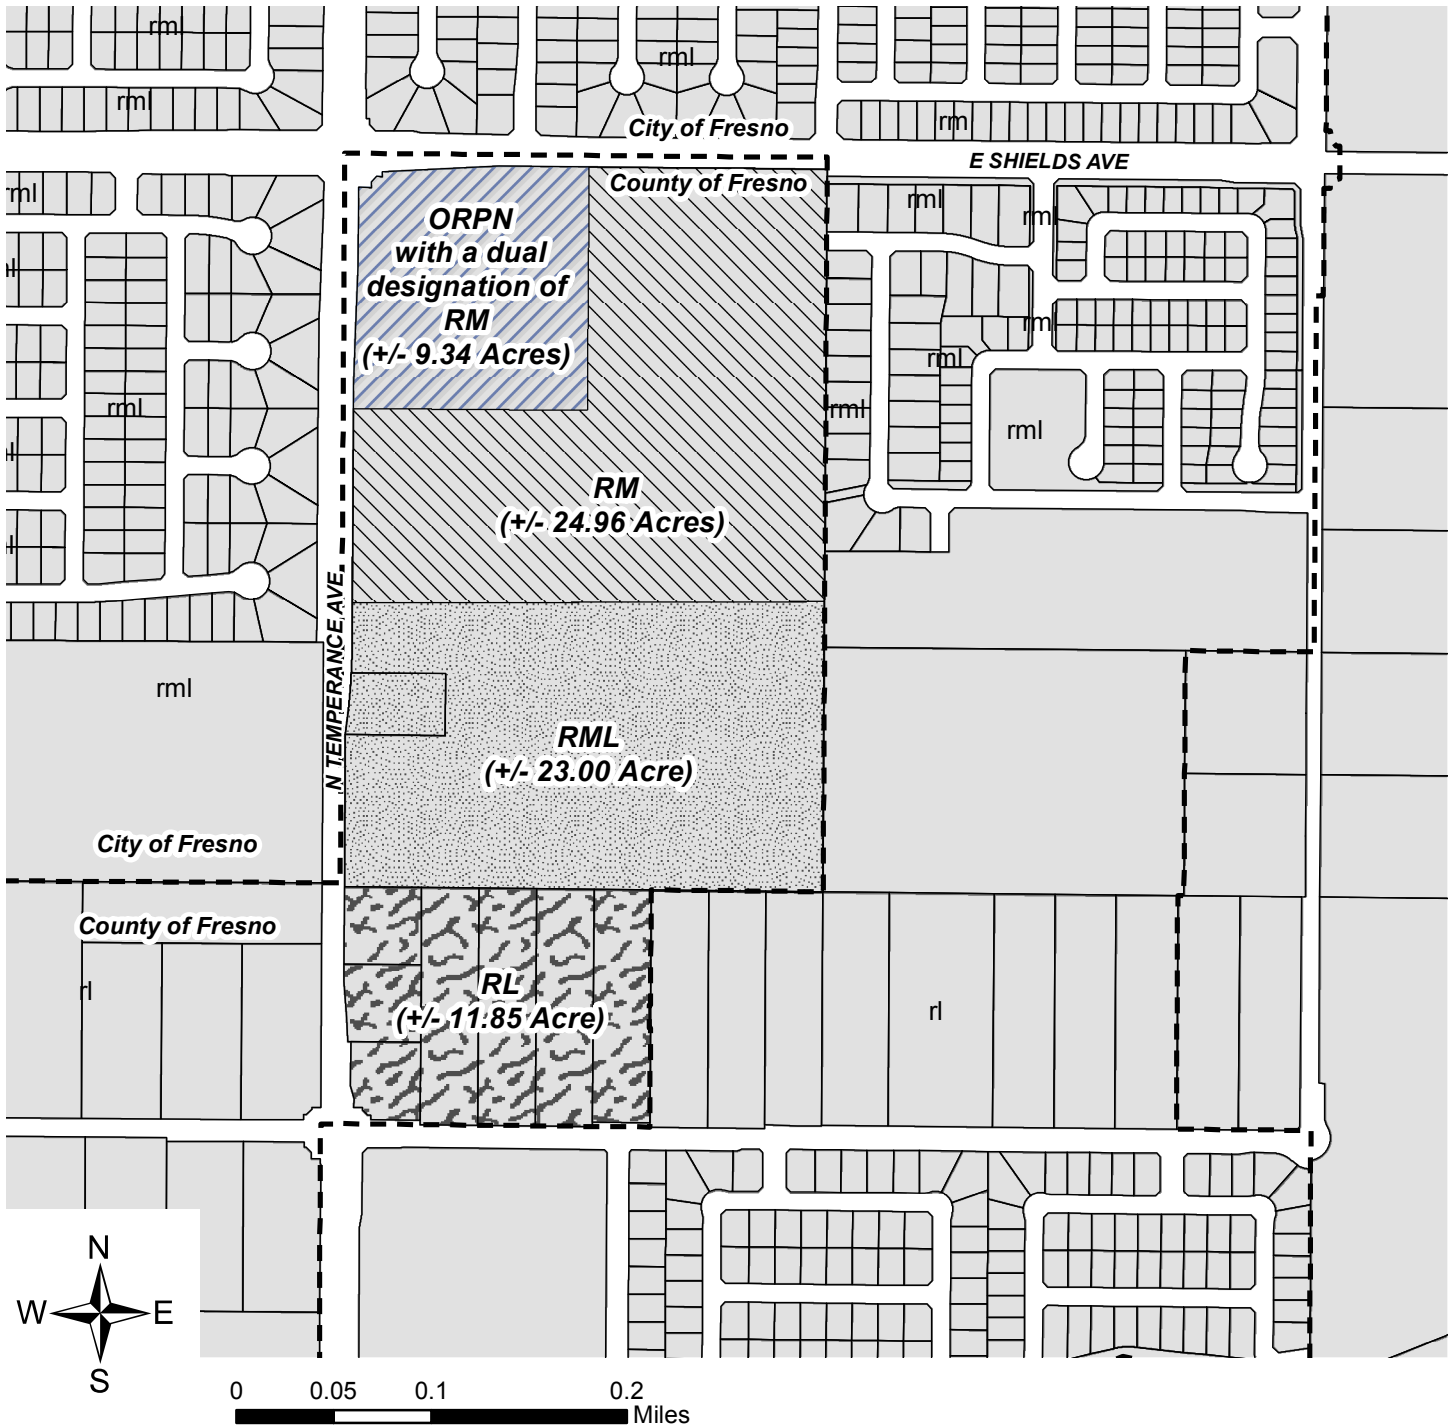 rml
rml
rml
City of Fresno
rm
E SHIELDS AVE
County of Fresno
rml
rml
rml
ORPN
with a dual
designation of
RM
(+/- 9.34 Acres)
rml
rml
rml
rml
rml
RM
(+/- 24.96 Acres)
N TEMPERANCE AVE
rml
RML
(+/- 23.00 Acre)
City of Fresno
County of Fresno
rl
RL
(+/- 11.85 Acre)
rl
N
W E
S
0 0.05 0.1 0.2
Miles